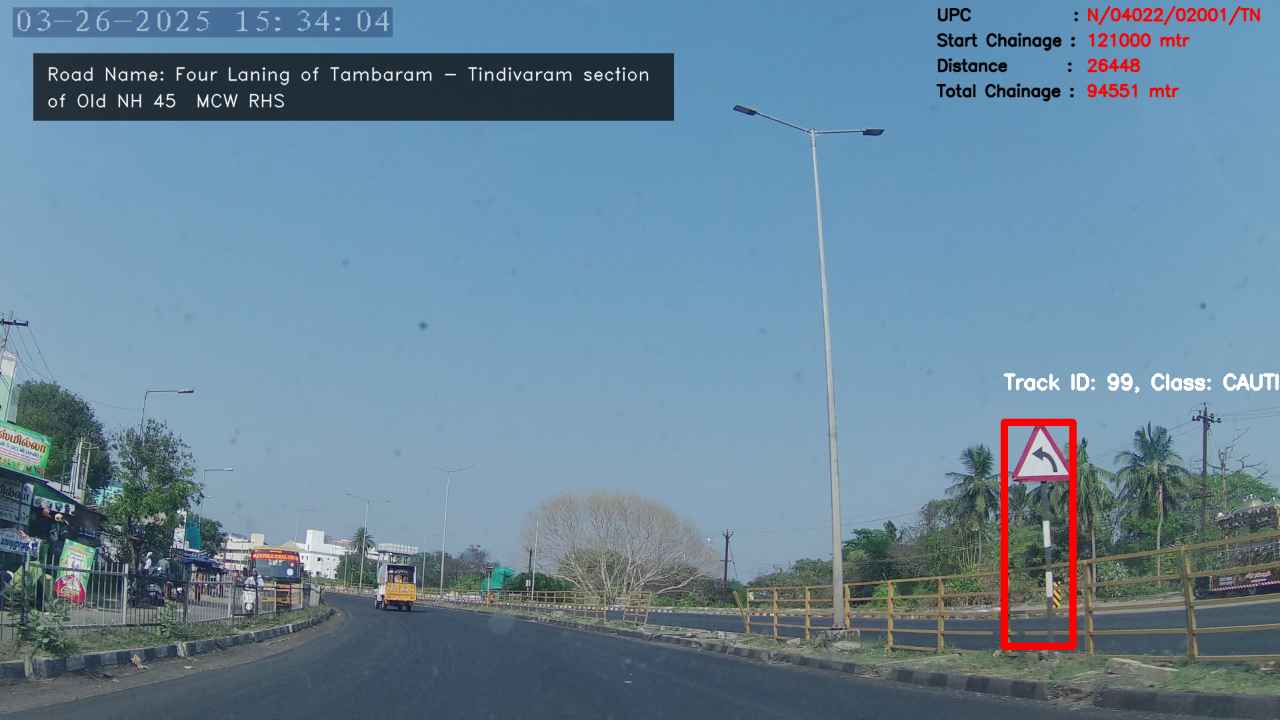 03-26-2025 15:34:04
Road Name: Four Laning of Tambaram - Tindivaram section
of Old NH 45 MCW RHS
UPC : N/04022/02001/TN
Start Chainage : 121000 mtr
Distance : 26448
Total Chainage : 94551 mtr
Track ID: 99, Class: CAUTI